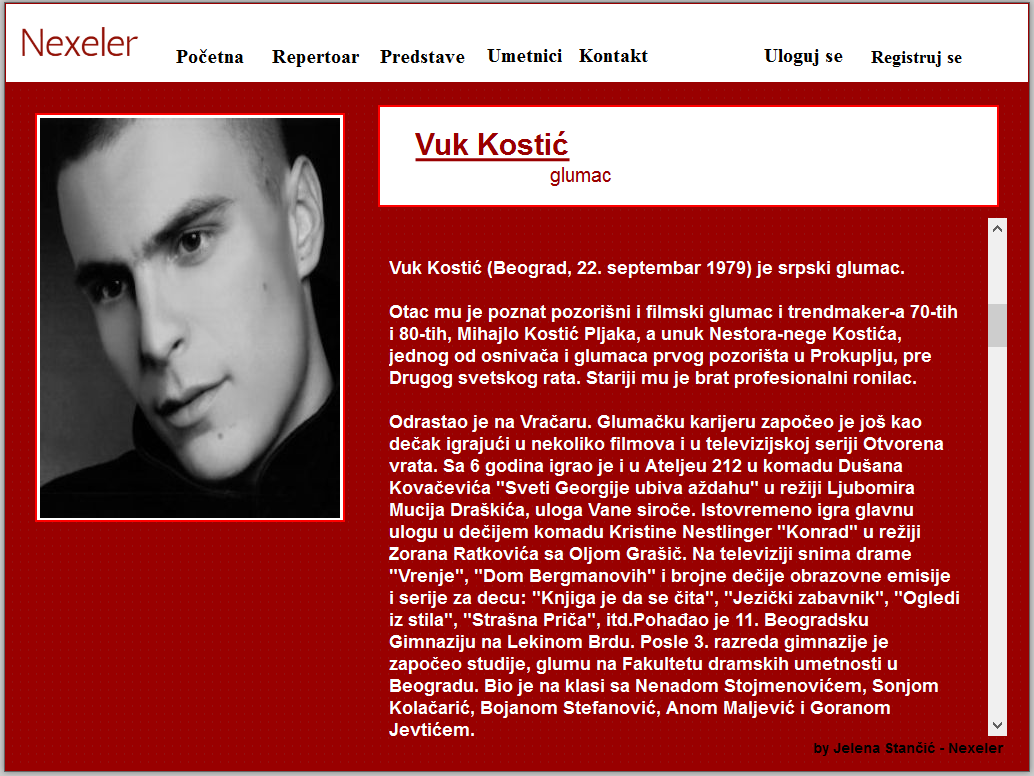 Nexeler
Početna Repertoar Predstave Umetnici Kontakt Uloguj se Registruj se
Vuk Kostić
glumac
Vuk Kostić (Beograd, 22. septembar 1979) je srpski glumac.
Otac mu je poznat pozorišni i filmski glumac i trendmaker-a 70-tih
i 80-tih, Mihajlo Kostić Pljaka, a unuk Nestora-nege Kostića,
jednog od osnivača i glumaca prvog pozorišta u Prokuplju, pre
Drugog svetskog rata. Stariji mu je brat profesionalni ronilac.
Odrastao je na Vračaru. Glumačku karijeru započeo je još kao
dečak igrajući u nekoliko filmova i u televizijskoj seriji Otvorena
vrata. Sa 6 godina igrao je i u Ateljeu 212 u komadu Dušana
Kovačevića "Sveti Georgije ubiva aždahu" u režiji Ljubomira
Mucija Draškića, uloga Vane siroče. Istovremeno igra glavnu
ulogu u dečijem komadu Kristine Nestlinger "Konrad" u režiji
Zorana Ratkovića sa Oljom Grašič. Na televiziji snima drame
"Vrenje", "Dom Bergmanovih" i brojne dečije obrazovne emisije
i serije za decu: "Knjiga je da se čita", "Jezički zabavnik", "Ogledi
iz stila", "Strašna Priča", itd.Pohađao je 11. Beogradsku
Gimnaziju na Lekinom Brdu. Posle 3. razreda gimnazije je
započeo studije, glumu na Fakultetu dramskih umetnosti u
Beogradu. Bio je na klasi sa Nenadom Stojmenovićem, Sonjom
Kolačarić, Bojanom Stefanović, Anom Maljević i Goranom
Jevtićem.
by Jelena Stančić - Nexeler